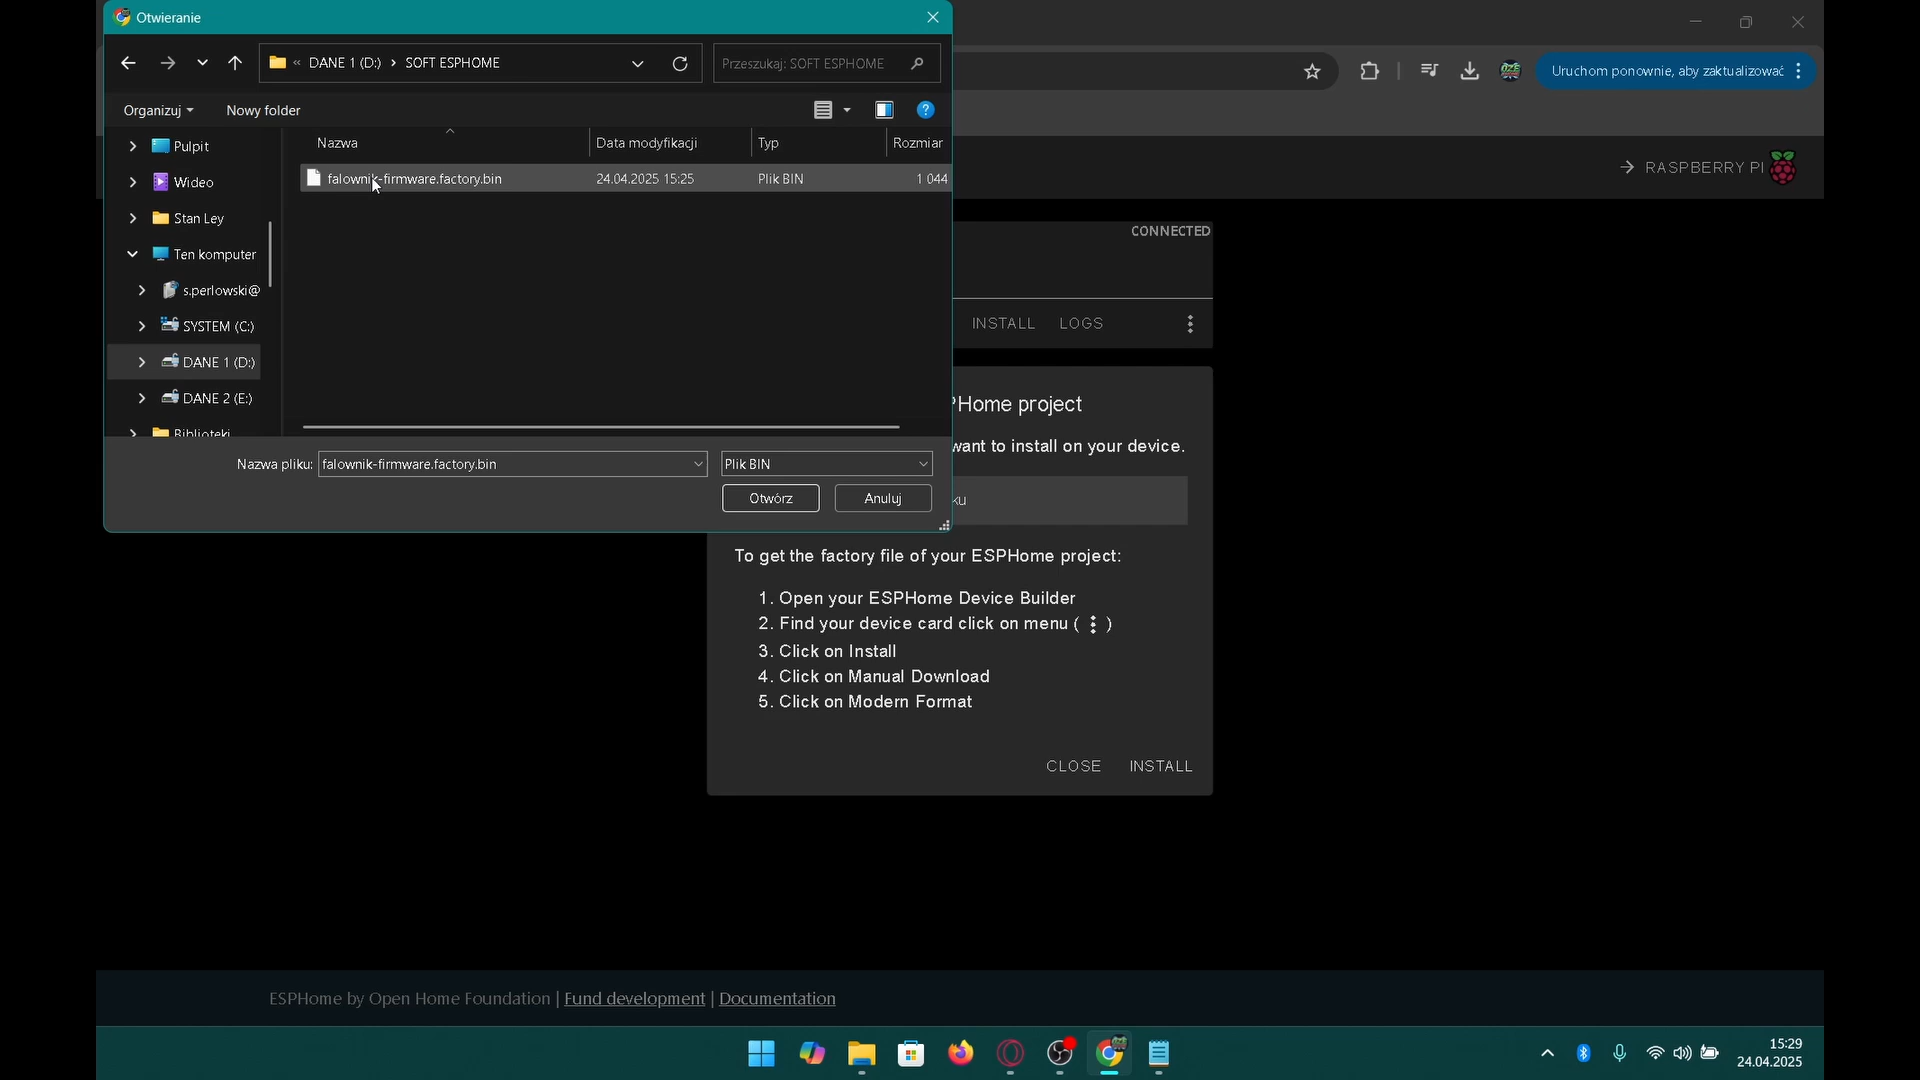 Otwieranie
DANE 1 (D:) › SOFT ESPHOME
Przeszukaj: SOFT ESPHOME
Uruchom ponownie, aby zaktualizować
Organizuj
Nowy folder
Nazwa
Data modyfikacji
Typ
Rozmiar
falownik-firmware.factory.bin
24.04.2025 15:25
Plik BIN
1 044
Pulpit
Wideo
Stan Ley
Ten komputer
s.perlowski@
SYSTEM (C:)
DANE 1 (D:)
DANE 2 (E:)
Biblioteki
Nazwa pliku:
falownik-firmware.factory.bin
Plik BIN
Otwórz
Anuluj
RASPBERRY PI
CONNECTED
INSTALL
LOGS
PHome project
want to install on your device.
ku
To get the factory file of your ESPHome project:
1. Open your ESPHome Device Builder
2. Find your device card click on menu ( ⋮ )
3. Click on Install
4. Click on Manual Download
5. Click on Modern Format
CLOSE
INSTALL
ESPHome by Open Home Foundation | Fund development | Documentation
15:29
24.04.2025